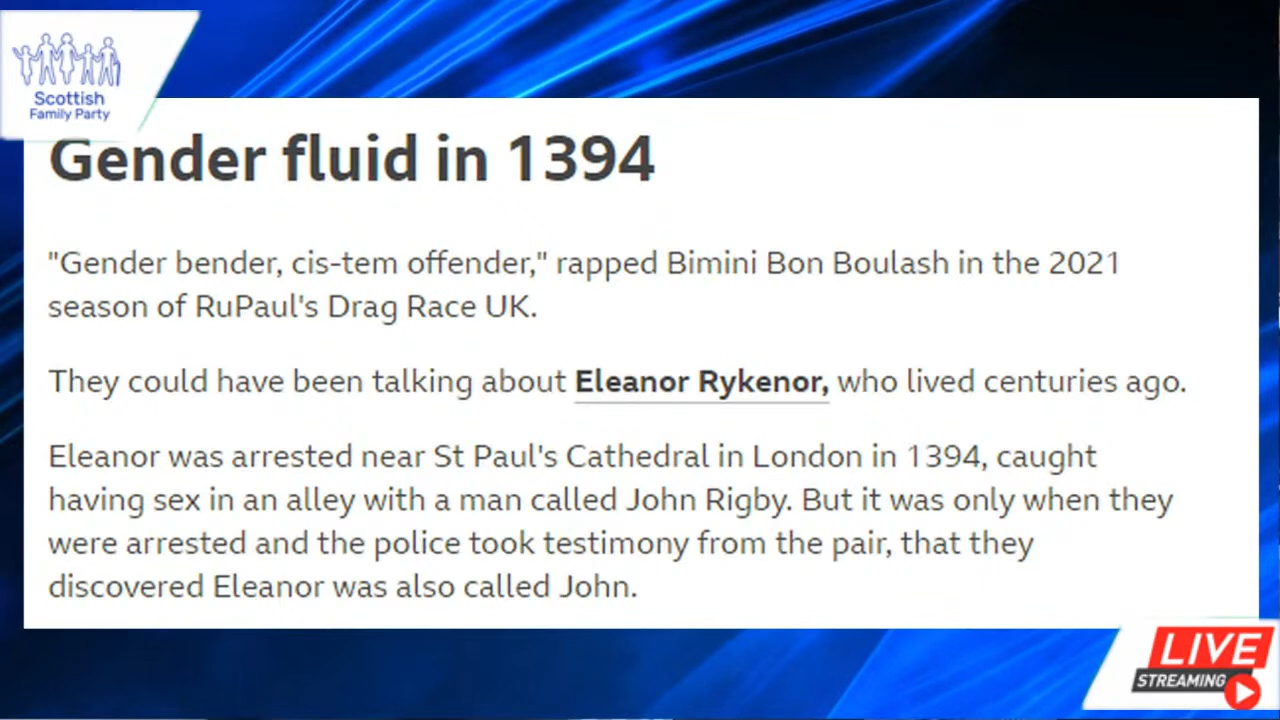 Scottish
Family Party
Gender fluid in 1394
"Gender bender, cis-tem offender," rapped Bimini Bon Boulash in the 2021
season of RuPaul's Drag Race UK.
They could have been talking about Eleanor Rykenor, who lived centuries ago.
Eleanor was arrested near St Paul's Cathedral in London in 1394, caught
having sex in an alley with a man called John Rigby. But it was only when they
were arrested and the police took testimony from the pair, that they
discovered Eleanor was also called John.
LIVE
STREAMING